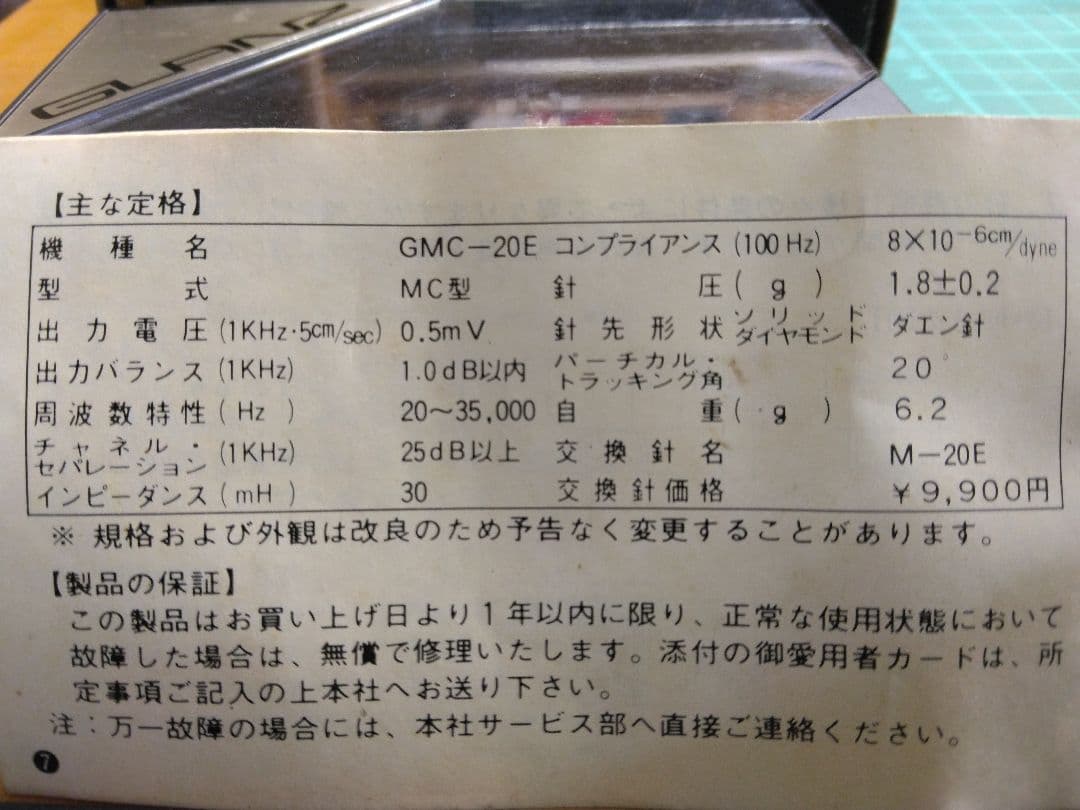 GLANZ
【主な定格】
機種名 GMC－20E コンプライアンス(100Hz) 8×10－6cm/dyne
型式 MC型 針圧(g) 1.8±0.2
出力電圧(1KHz・5cm/sec) 0.5mV 針先形状 ソリッドダイヤモンド ダエン針
出力バランス(1KHz) 1.0dB以内 バーチカル・トラッキング角 20°
周波数特性(Hz) 20～35,000 自重(g) 6.2
チャネル・セパレーション(1KHz) 25dB以上 交換針名 M－20E
インピーダンス(mH) 30 交換針価格 ￥9,900円
※ 規格および外観は改良のため予告なく変更することがあります。
【製品の保証】
この製品はお買い上げ日より1年以内に限り、正常な使用状態において
故障した場合は、無償で修理いたします。添付の御愛用者カードは、所
定事項ご記入の上本社へお送り下さい。
注：万一故障の場合には、本社サービス部へ直接ご連絡ください。
7